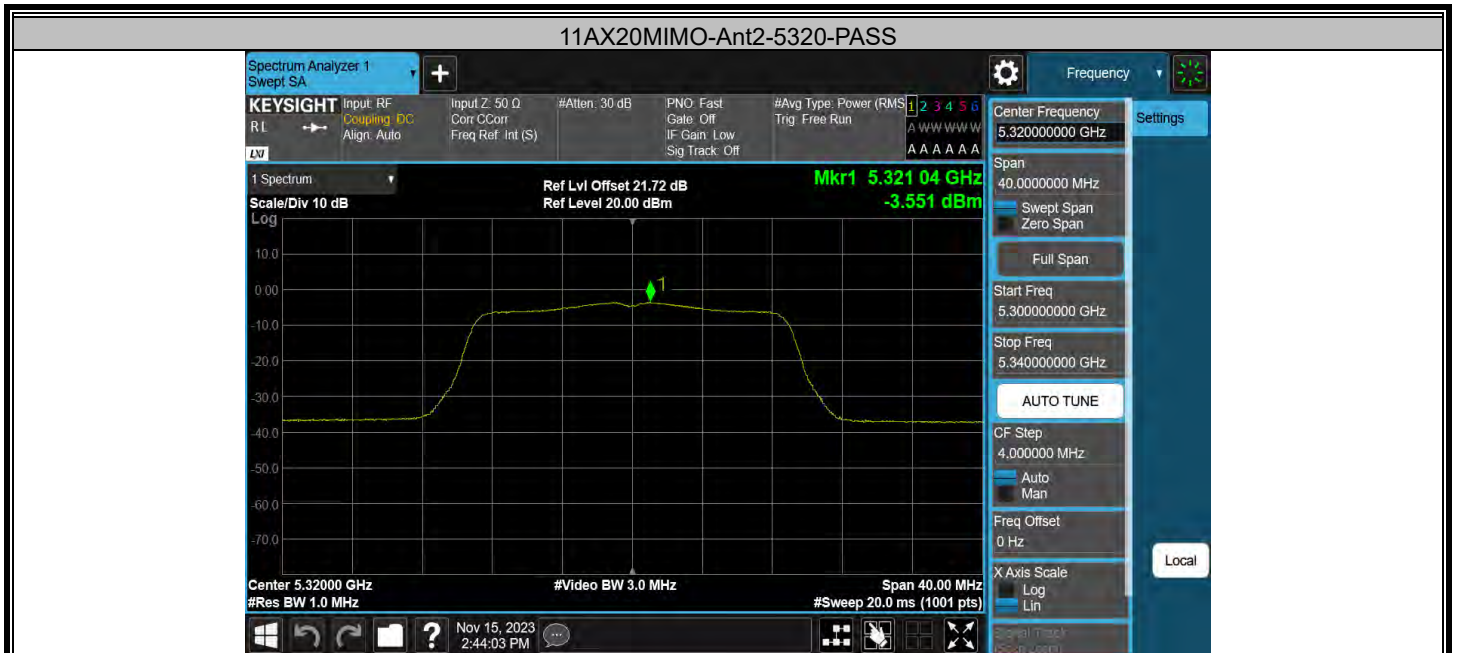 11AX20MIMO-Ant2-5320-PASS
Spectrum Analyzer 1
Swept SA
Frequency
KEYSIGHT
RL
LXI
Input: RF
Coupling: DC
Align: Auto
Input Z: 50 Ω
Corr CCorr
Freq Ref: Int (S)
#Atten: 30 dB
PNO: Fast
Gate: Off
IF Gain: Low
Sig Track: Off
#Avg Type: Power (RMS
Trig: Free Run
1 2 3 4 5 6
A W W W W W
A A A A A A
1 Spectrum
Scale/Div 10 dB
Log
Ref Lvl Offset 21.72 dB
Ref Level 20.00 dBm
Mkr1 5.321 04 GHz
-3.551 dBm
10.0
0.00
-10.0
-20.0
-30.0
-40.0
-50.0
-60.0
-70.0
1
Center 5.32000 GHz
#Video BW 3.0 MHz
Span 40.00 MHz
#Res BW 1.0 MHz
#Sweep 20.0 ms (1001 pts)
Center Frequency
5.320000000 GHz
Settings
Span
40.0000000 MHz
Swept Span
Zero Span
Full Span
Start Freq
5.300000000 GHz
Stop Freq
5.340000000 GHz
AUTO TUNE
CF Step
4.000000 MHz
Auto
Man
Freq Offset
0 Hz
X Axis Scale
Log
Lin
Signal Track
Local
?
Nov 15, 2023
2:44:03 PM